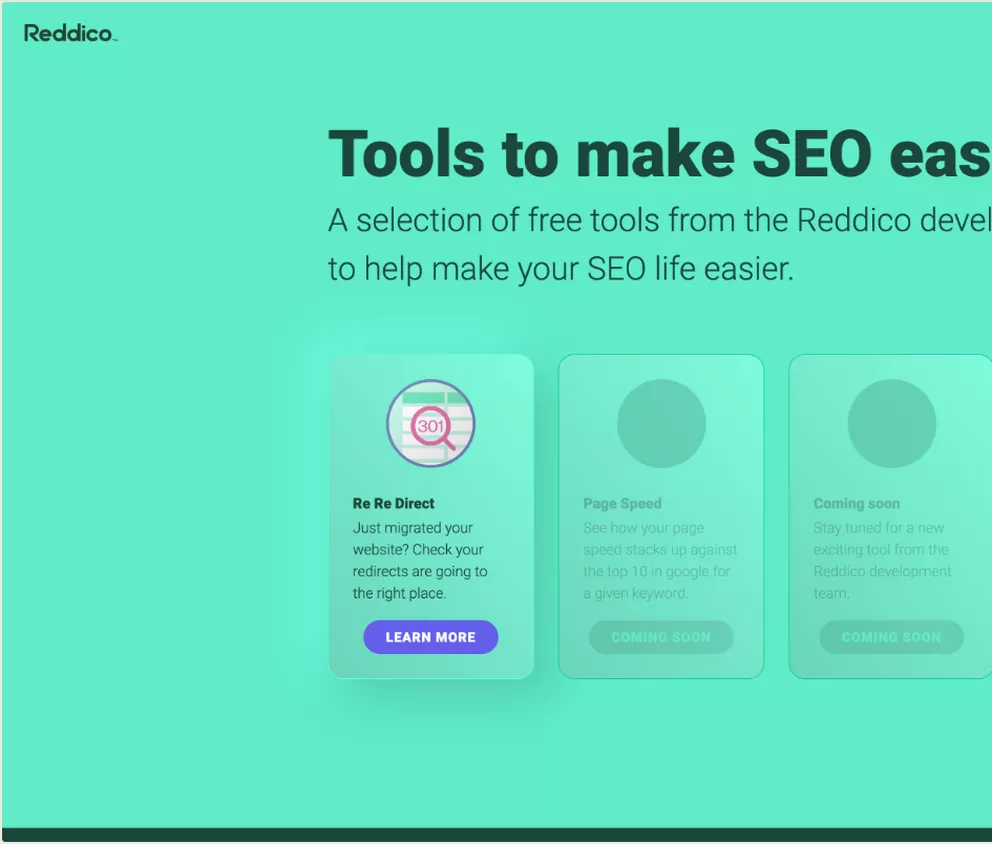 Reddico
Tools to make SEO eas
A selection of free tools from the Reddico devel
to help make your SEO life easier.
301
Re Re Direct
Just migrated your
website? Check your
redirects are going to
the right place.
LEARN MORE
Page Speed
See how your page
speed stacks up against
the top 10 in google for
a given keyword.
COMING SOON
Coming soon
Stay tuned for a new
exciting tool from the
Reddico development
team.
COMING SOON